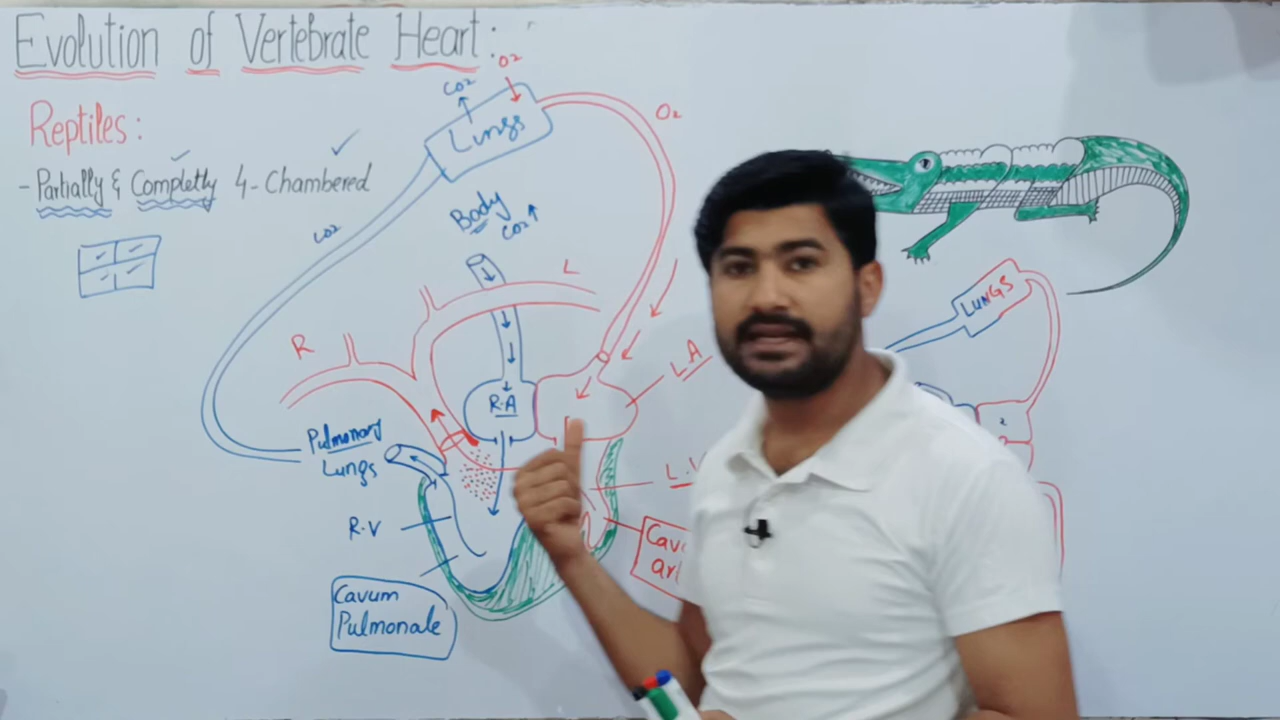 Evolution of Vertebrate Heart:
Reptiles:
- Partially & Completly 4-Chambered
CO2
O2
Lungs
O2
CO2
Body
CO2↑
L
R
R.A
L A
Pulmonary
Lungs
R.V
Cavum
Pulmonale
LUNGS
2